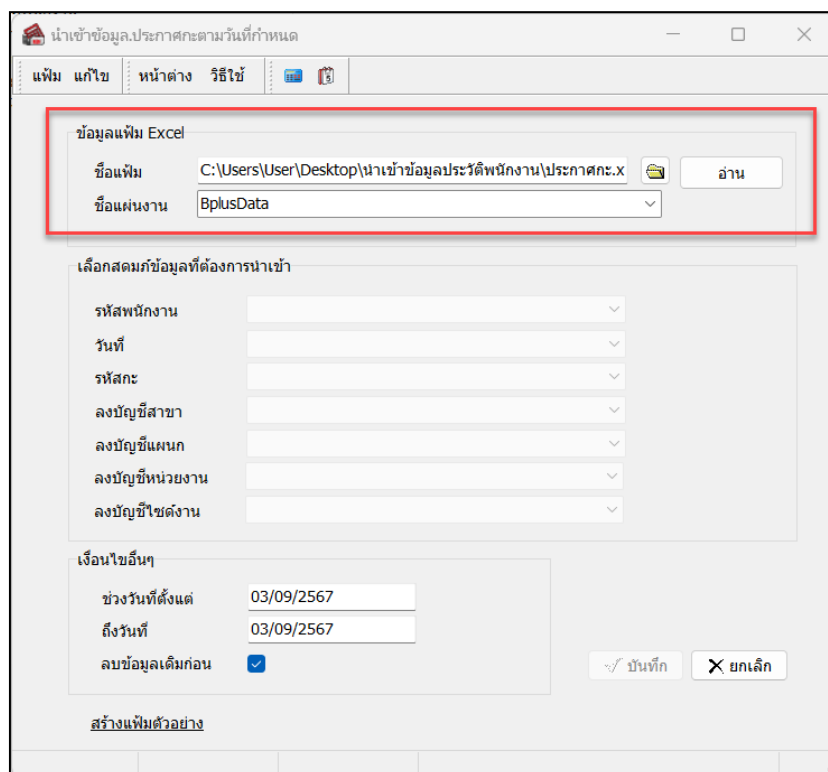 นำเข้าข้อมูล.ประกาศกะตามวันที่กำหนด
แฟ้ม แก้ไข หน้าต่าง วิธีใช้
ข้อมูลแฟ้ม Excel
ชื่อแฟ้ม C:\Users\User\Desktop\นำเข้าข้อมูลประวัติพนักงาน\ประกาศกะ.x อ่าน
ชื่อแผ่นงาน BplusData
เลือกสดมภ์ข้อมูลที่ต้องการนำเข้า
รหัสพนักงาน
วันที่
รหัสกะ
ลงบัญชีสาขา
ลงบัญชีแผนก
ลงบัญชีหน่วยงาน
ลงบัญชีไซด์งาน
เงื่อนไขอื่นๆ
ช่วงวันที่ตั้งแต่ 03/09/2567
ถึงวันที่ 03/09/2567
ลบข้อมูลเดิมก่อน บันทึก ยกเลิก
สร้างแฟ้มตัวอย่าง